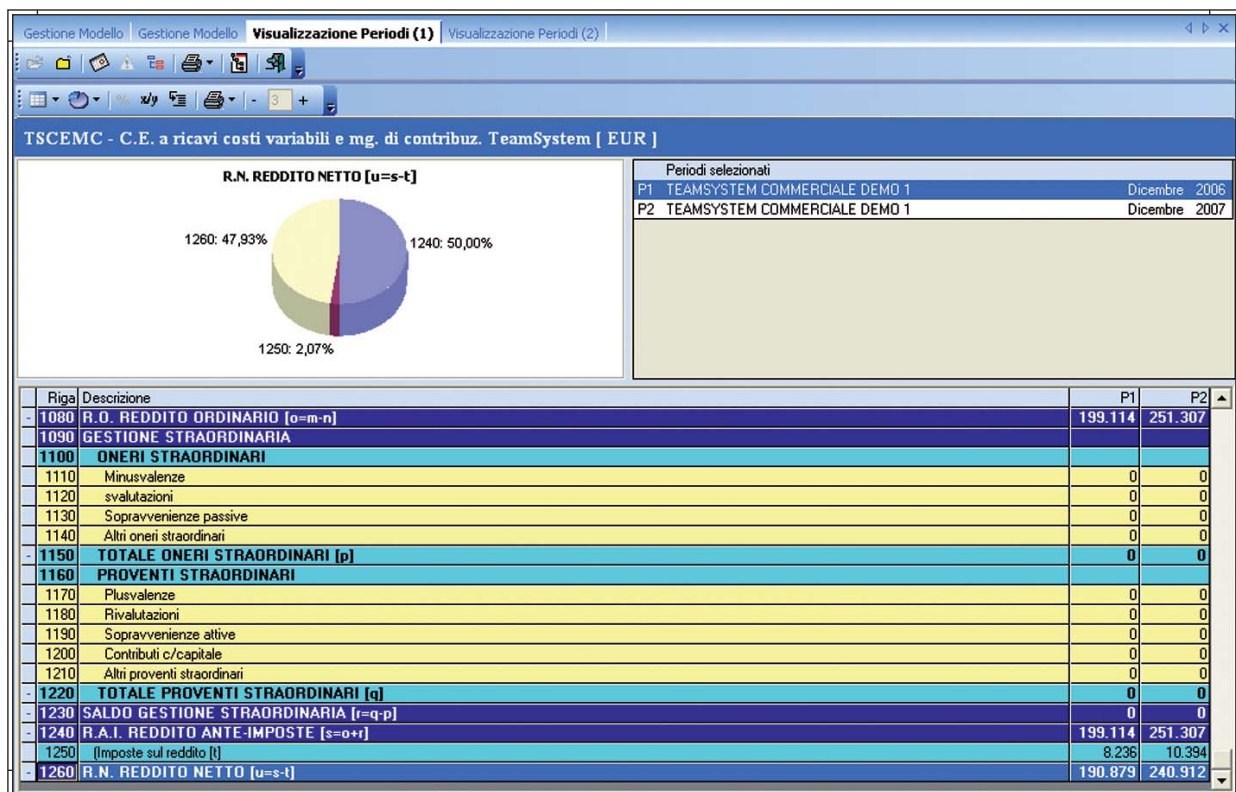 Gestione Modello Gestione Modello Visualizzazione Periodi (1) Visualizzazione Periodi (2)
% x/y - 3 +
TSCEMC - C.E. a ricavi costi variabili e mg. di contribuz. TeamSystem [ EUR ]
R.N. REDDITO NETTO [u=s-t]
1260: 47,93%
1240: 50,00%
1250: 2,07%
Periodi selezionati
P1 TEAMSYSTEM COMMERCIALE DEMO 1 Dicembre 2006
P2 TEAMSYSTEM COMMERCIALE DEMO 1 Dicembre 2007
Riga Descrizione P1 P2
- 1080 R.O. REDDITO ORDINARIO [o=m-n] 199.114 251.307
1090 GESTIONE STRAORDINARIA
1100 ONERI STRAORDINARI
1110 Minusvalenze 0 0
1120 svalutazioni 0 0
1130 Sopravvenienze passive 0 0
1140 Altri oneri straordinari 0 0
- 1150 TOTALE ONERI STRAORDINARI [p] 0 0
1160 PROVENTI STRAORDINARI
1170 Plusvalenze 0 0
1180 Rivalutazioni 0 0
1190 Sopravvenienze attive 0 0
1200 Contributi c/capitale 0 0
1210 Altri proventi straordinari 0 0
- 1220 TOTALE PROVENTI STRAORDINARI [q] 0 0
- 1230 SALDO GESTIONE STRAORDINARIA [r=q-p] 0 0
- 1240 R.A.I. REDDITO ANTE-IMPOSTE [s=o+r] 199.114 251.307
1250 (Imposte sul reddito [t] 8.236 10.394
- 1260 R.N. REDDITO NETTO [u=s-t] 190.879 240.912